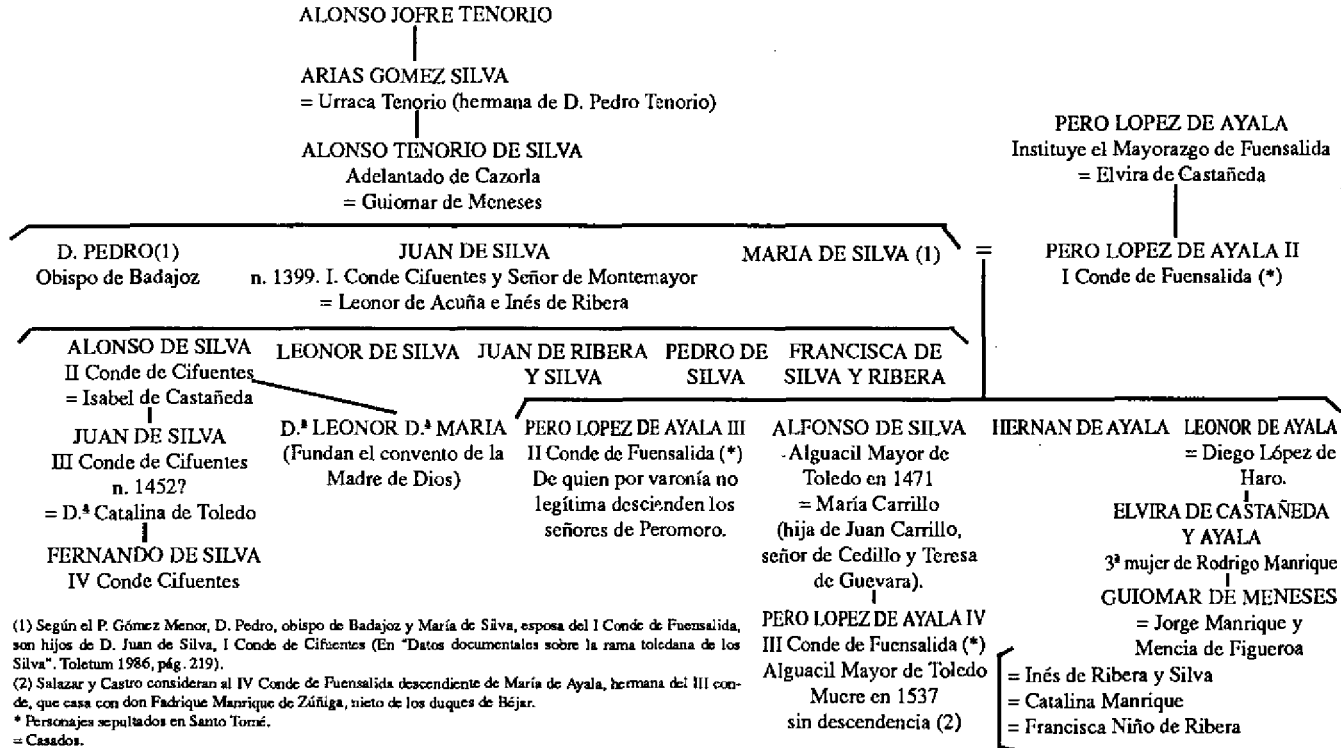 ALONSO JOFRE TENORIO
ARIAS GOMEZ SILVA
= Urraca Tenorio (hermana de D. Pedro Tenorio)
ALONSO TENORIO DE SILVA
Adelantado de Cazorla
= Guiomar de Meneses
PERO LOPEZ DE AYALA
Instituye el Mayorazgo de Fuensalida
= Elvira de Castañeda
D. PEDRO(1)
Obispo de Badajoz
JUAN DE SILVA
n. 1399. I. Conde Cifuentes y Señor de Montemayor
= Leonor de Acuña e Inés de Ribera
MARIA DE SILVA (1)
=
PERO LOPEZ DE AYALA II
I Conde de Fuensalida (*)
ALONSO DE SILVA
II Conde de Cifuentes
= Isabel de Castañeda
LEONOR DE SILVA
JUAN DE RIBERA
Y SILVA
PEDRO DE
SILVA
FRANCISCA DE
SILVA Y RIBERA
JUAN DE SILVA
III Conde de Cifuentes
n. 1452?
= D.ª Catalina de Toledo
FERNANDO DE SILVA
IV Conde Cifuentes
D.ª LEONOR D.ª MARIA
(Fundan el convento de la
Madre de Dios)
PERO LOPEZ DE AYALA III
II Conde de Fuensalida (*)
De quien por varonía no
legítima descienden los
señores de Peromoro.
ALFONSO DE SILVA
Alguacil Mayor de
Toledo en 1471
= María Carrillo
(hija de Juan Carrillo,
señor de Cedillo y Teresa
de Guevara).
PERO LOPEZ DE AYALA IV
III Conde de Fuensalida (*)
Alguacil Mayor de Toledo
Muere en 1537
sin descendencia (2)
HERNAN DE AYALA
LEONOR DE AYALA
= Diego López de
Haro.
ELVIRA DE CASTAÑEDA
Y AYALA
3ª mujer de Rodrigo Manrique
GUIOMAR DE MENESES
= Jorge Manrique y
Mencia de Figueroa
= Inés de Ribera y Silva
= Catalina Manrique
= Francisca Niño de Ribera
(1) Según el P. Gómez Menor, D. Pedro, obispo de Badajoz y María de Silva, esposa del I Conde de Fuensalida,
son hijos de D. Juan de Silva, I Conde de Cifuentes (En "Datos documentales sobre la rama toledana de los
Silva". Toletum 1986, pág. 219).
(2) Salazar y Castro consideran al IV Conde de Fuensalida descendiente de María de Ayala, hermana del III con-
de, que casa con don Fadrique Manrique de Zúñiga, nieto de los duques de Béjar.
* Personajes sepultados en Santo Tomé.
= Casados.